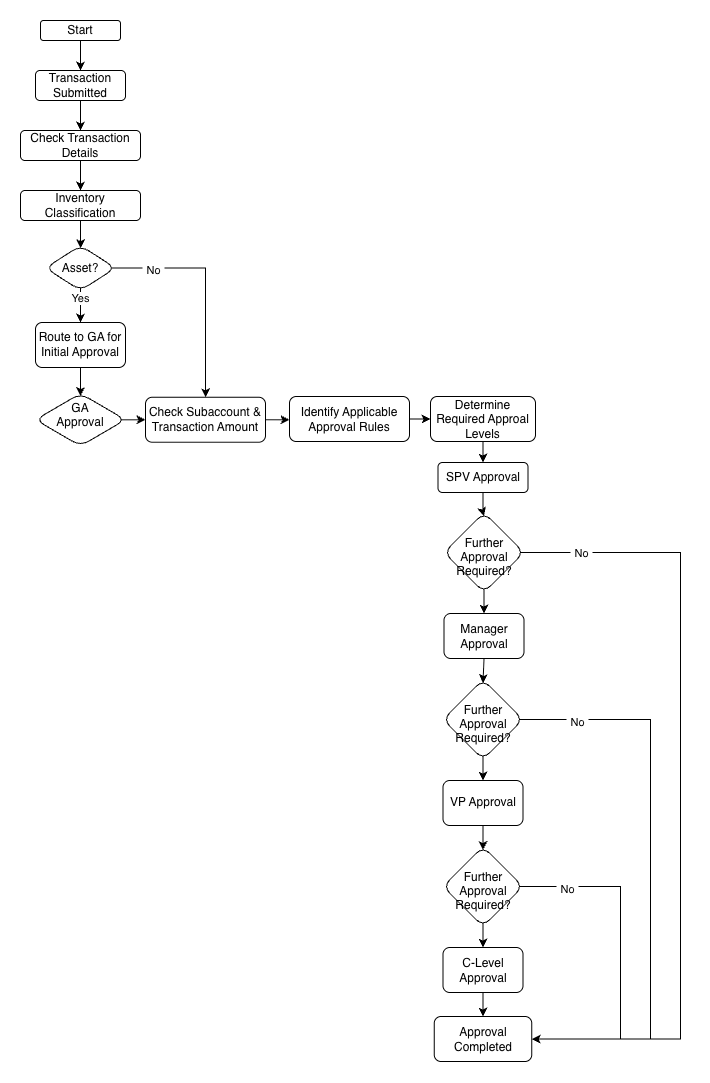 Start
Transaction
Submitted
Check Transaction
Details
Inventory
Classification
Asset?
No
Yes
Route to GA for
Initial Approval
GA
Approval
Check Subaccount &
Transaction Amount
Identify Applicable
Approval Rules
Determine
Required Approal
Levels
SPV Approval
Further
Approval
Required?
No
Manager
Approval
Further
Approval
Required?
No
VP Approval
Further
Approval
Required?
No
C-Level
Approval
Approval
Completed